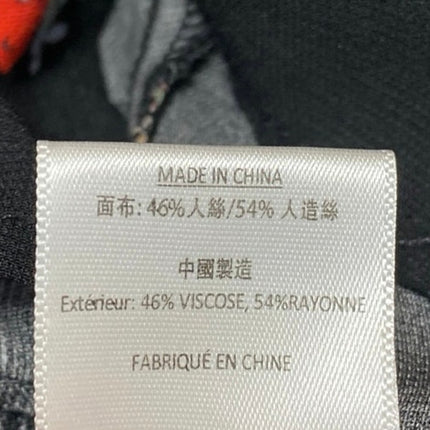 MADE IN CHINA
面布: 46%人絲/54% 人造絲
中國製造
Extérieur: 46% VISCOSE, 54%RAYONNE
FABRIQUÉ EN CHINE